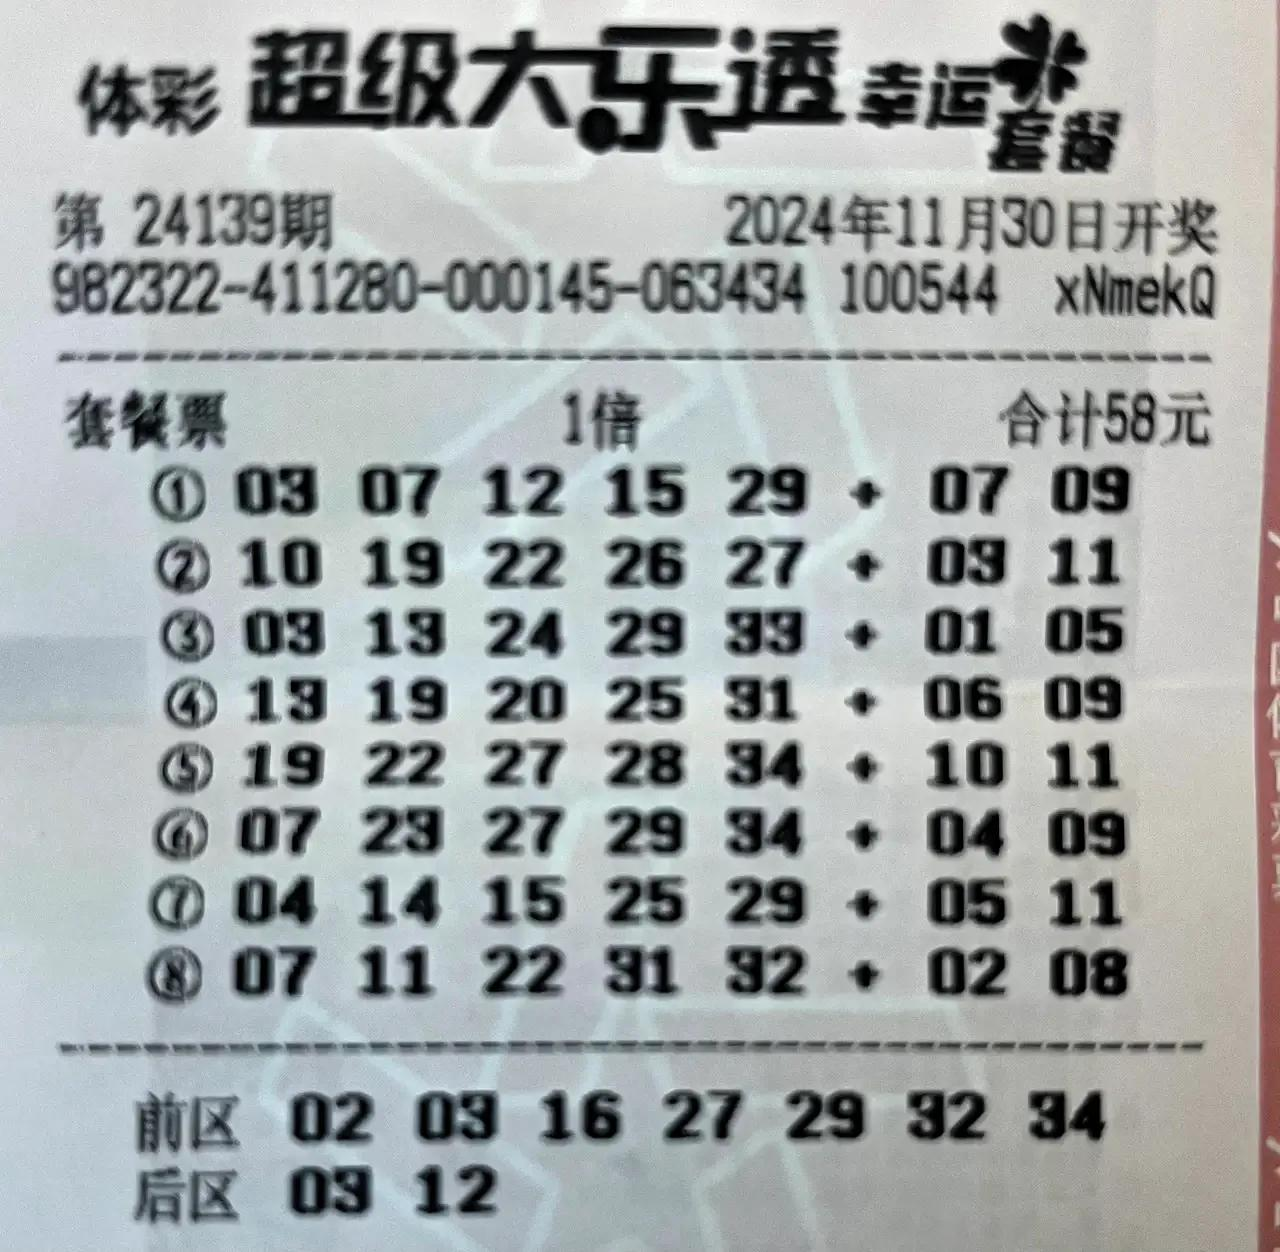 体彩 超级大乐透 幸运套餐
第 24139期 2024年11月30日开奖
982322-411280-000145-063434 100544 xNmekQ
套餐票 1倍 合计58元
① 03 07 12 15 29 + 07 09
② 10 19 22 26 27 + 03 11
③ 03 13 24 29 33 + 01 05
④ 13 19 20 25 31 + 06 09
⑤ 19 22 27 28 34 + 10 11
⑥ 07 23 27 29 34 + 04 09
⑦ 04 14 15 25 29 + 05 11
⑧ 07 11 22 31 32 + 02 08
前区 02 03 16 27 29 32 34
后区 03 12